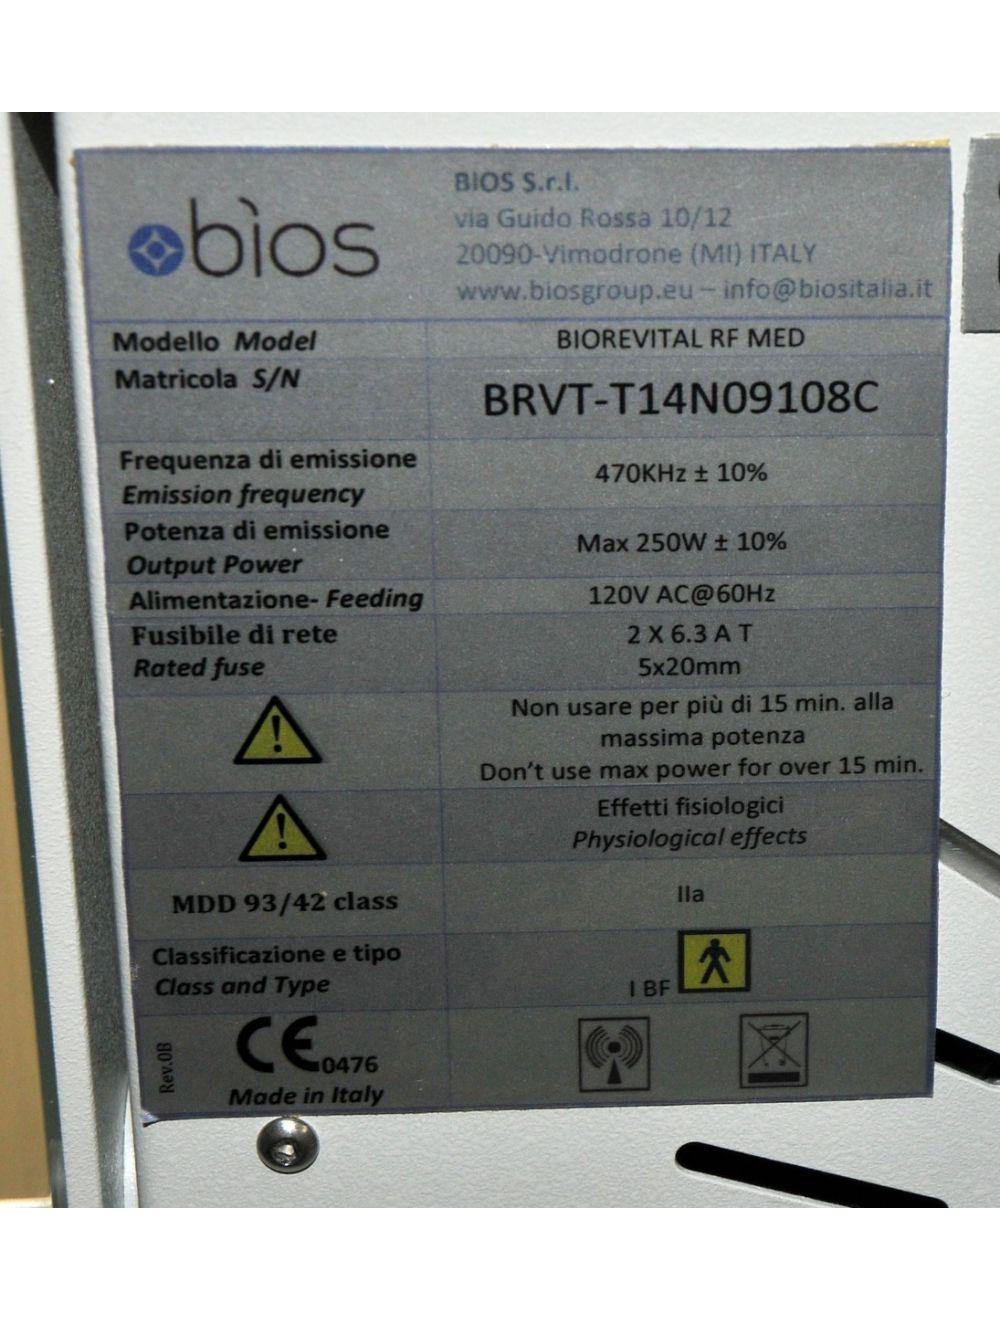 bìos
BIOS S.r.l.
via Guido Rossa 10/12
20090-Vimodrone (MI) ITALY
www.biosgroup.eu – info@biositalia.it
Modello Model BIOREVITAL RF MED
Matricola S/N BRVT-T14N09108C
Frequenza di emissione
Emission frequency
470KHz ± 10%
Potenza di emissione
Output Power
Max 250W ± 10%
Alimentazione- Feeding 120V AC@60Hz
Fusibile di rete
Rated fuse
2 X 6.3 A T
5x20mm
Non usare per più di 15 min. alla
massima potenza
Don't use max power for over 15 min.
Effetti fisiologici
Physiological effects
MDD 93/42 class IIa
Classificazione e tipo
Class and Type
I BF
Rev.0B
CE 0476
Made in Italy